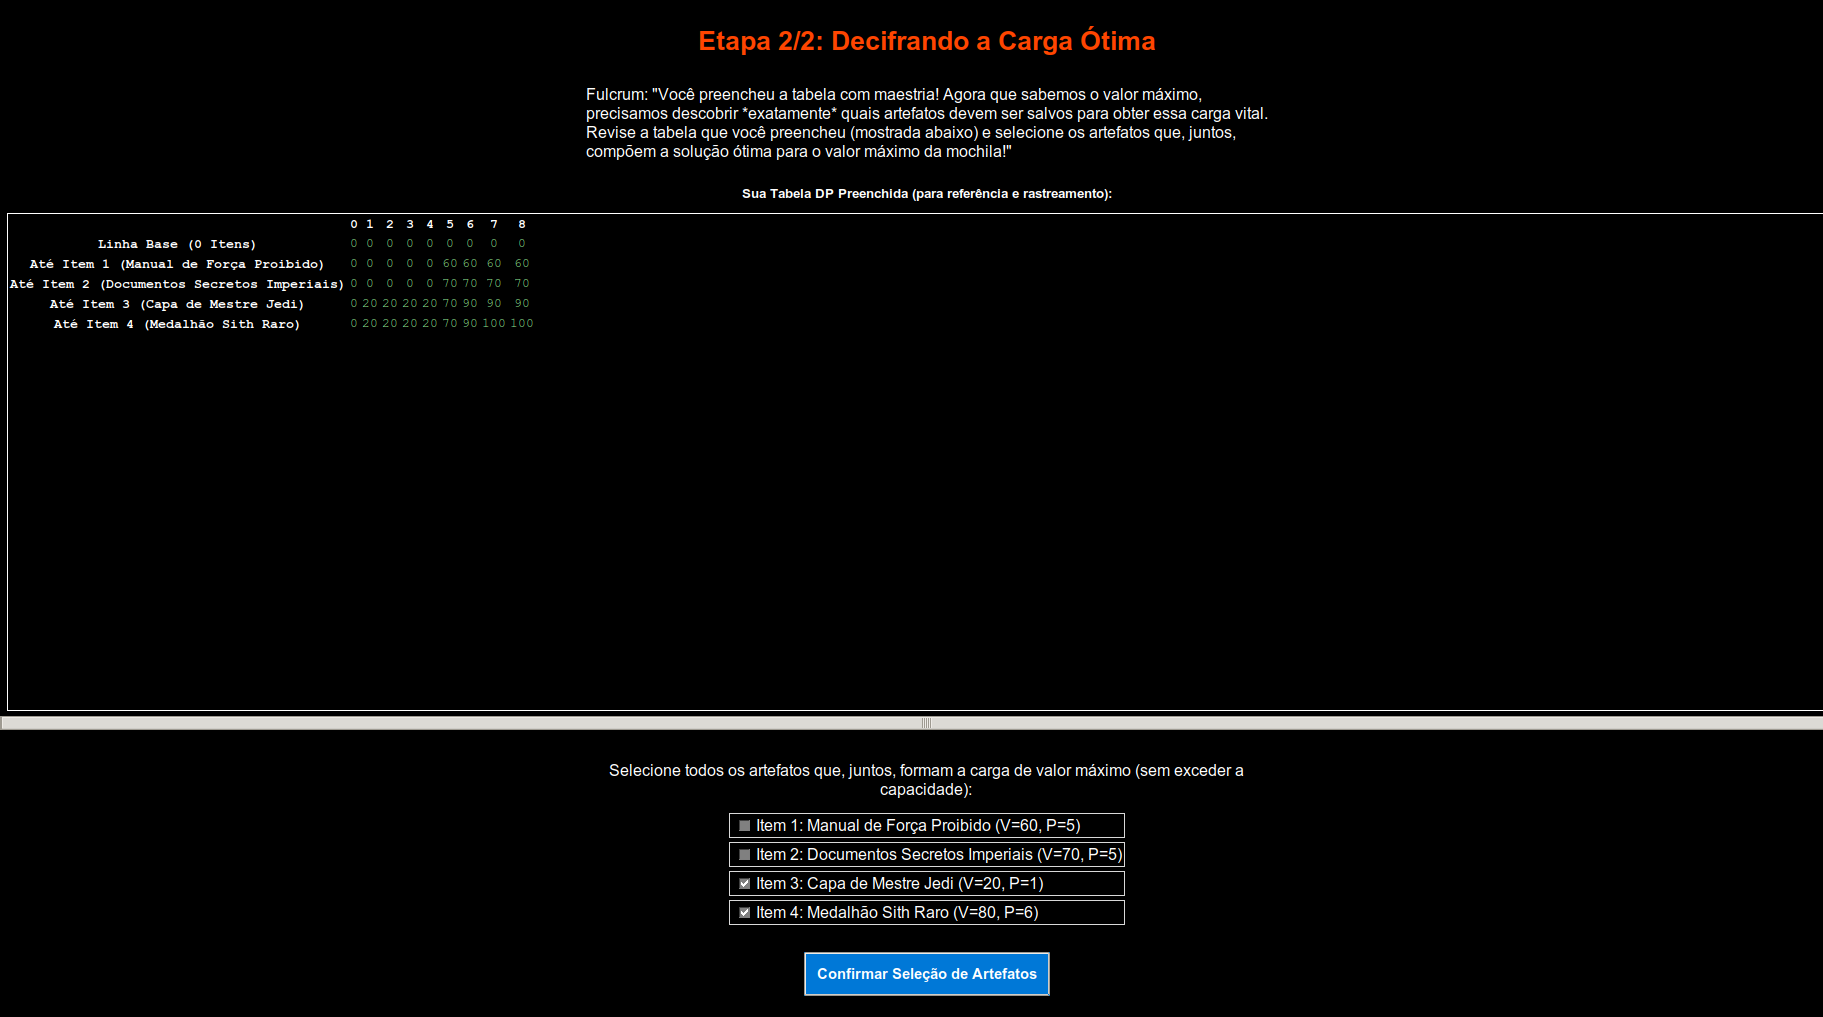 Etapa 2/2: Decifrando a Carga Ótima
Fulcrum: "Você preencheu a tabela com maestria! Agora que sabemos o valor máximo,
precisamos descobrir *exatamente* quais artefatos devem ser salvos para obter essa carga vital.
Revise a tabela que você preencheu (mostrada abaixo) e selecione os artefatos que, juntos,
compõem a solução ótima para o valor máximo da mochila!"
Sua Tabela DP Preenchida (para referência e rastreamento):
0 1 2 3 4 5 6 7 8
Linha Base (0 Itens) 0 0 0 0 0 0 0 0 0
Até Item 1 (Manual de Força Proibido) 0 0 0 0 0 60 60 60 60
Até Item 2 (Documentos Secretos Imperiais) 0 0 0 0 0 70 70 70 70
Até Item 3 (Capa de Mestre Jedi) 0 20 20 20 20 70 90 90 90
Até Item 4 (Medalhão Sith Raro) 0 20 20 20 20 70 90 100 100
Selecione todos os artefatos que, juntos, formam a carga de valor máximo (sem exceder a
capacidade):
Item 1: Manual de Força Proibido (V=60, P=5)
Item 2: Documentos Secretos Imperiais (V=70, P=5)
Item 3: Capa de Mestre Jedi (V=20, P=1)
Item 4: Medalhão Sith Raro (V=80, P=6)
Confirmar Seleção de Artefatos